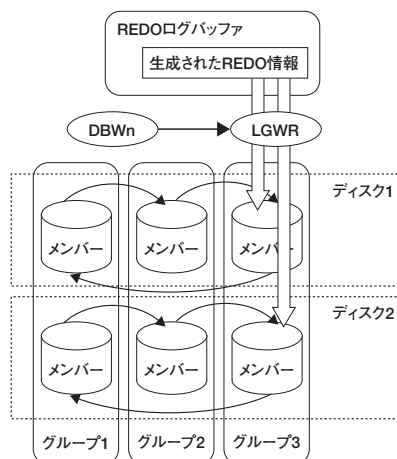 REDOログバッファ
生成されたREDO情報
DBWn
LGWR
ディスク1
メンバー
メンバー
メンバー
ディスク2
メンバー
メンバー
メンバー
グループ1
グループ2
グループ3